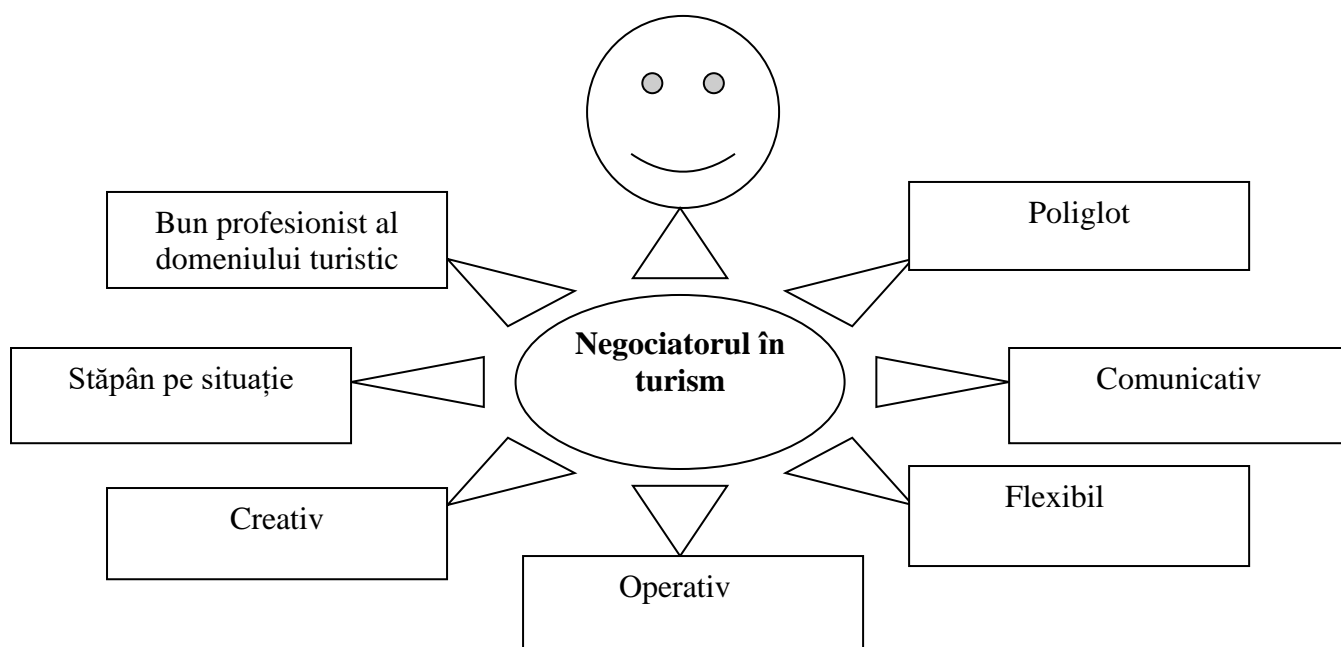 Bun profesionist al
domeniului turistic
Poliglot
Negociatorul în
turism
Stăpân pe situație
Comunicativ
Creativ
Flexibil
Operativ